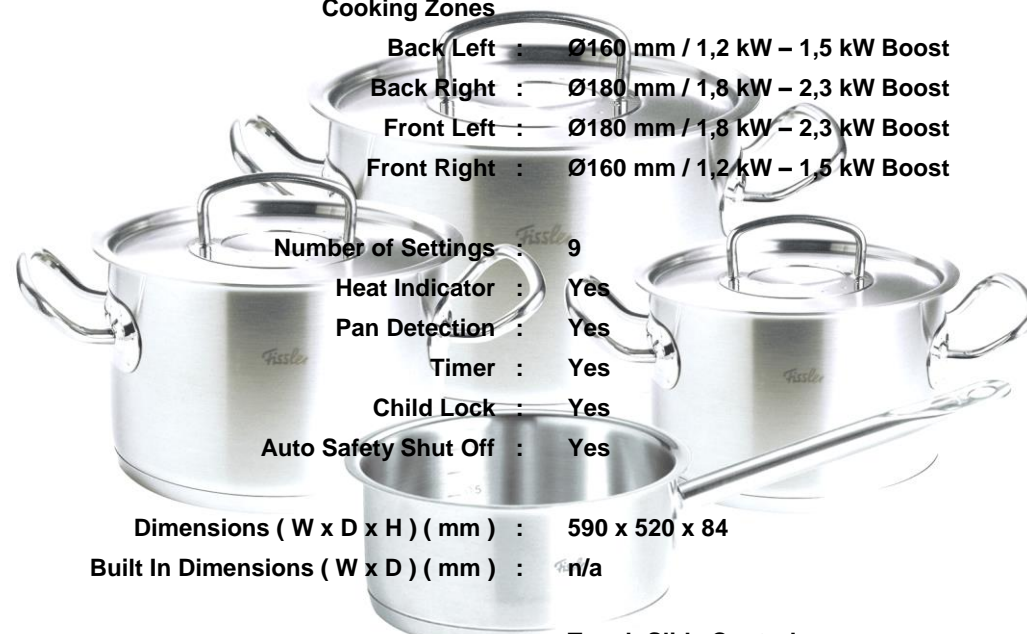 Cooking Zones
Back Left : Ø160 mm / 1,2 kW – 1,5 kW Boost
Back Right : Ø180 mm / 1,8 kW – 2,3 kW Boost
Front Left : Ø180 mm / 1,8 kW – 2,3 kW Boost
Front Right : Ø160 mm / 1,2 kW – 1,5 kW Boost
Fissler
Number of Settings : 9
Heat Indicator : Yes
Pan Detection : Yes
Fissler
Timer : Yes
Fissler
Child Lock : Yes
Auto Safety Shut Off : Yes
Dimensions ( W x D x H ) ( mm ) : 590 x 520 x 84
Built In Dimensions ( W x D ) ( mm ) : n/a